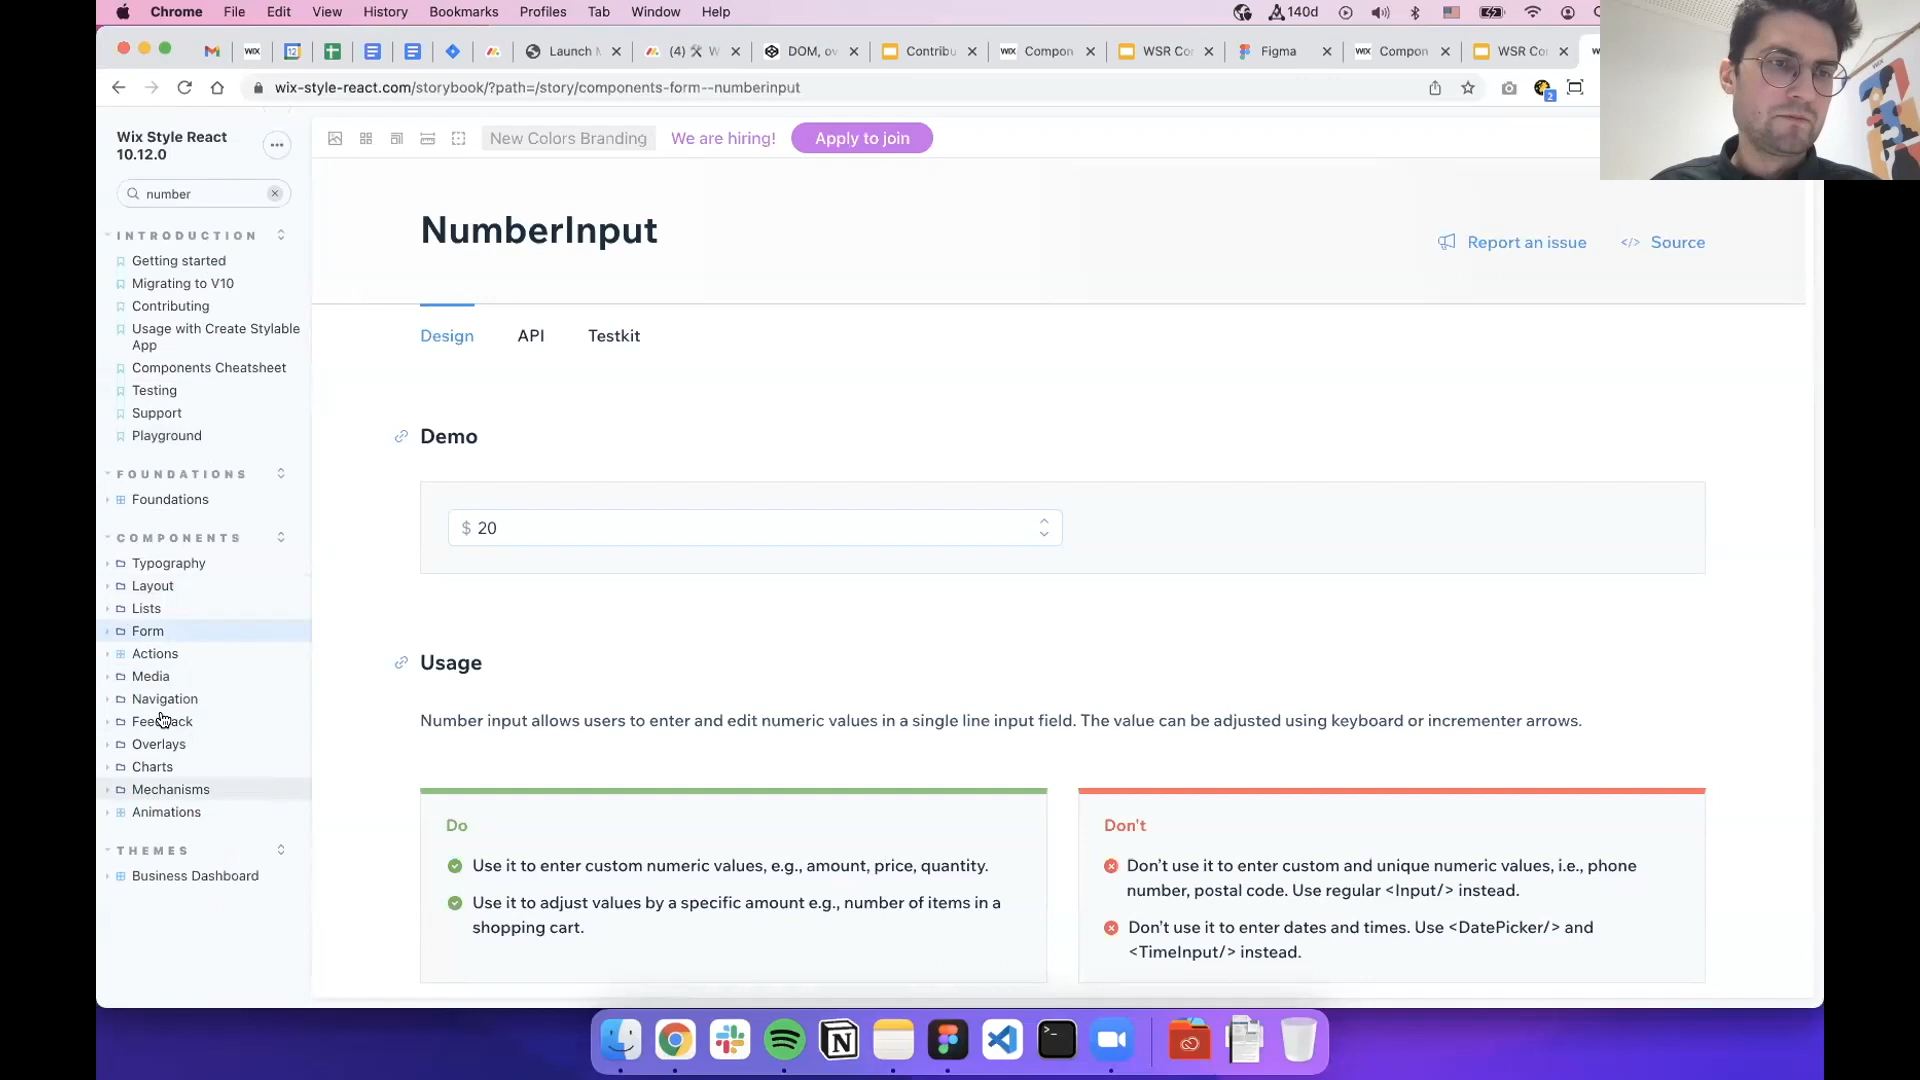 Chrome File Edit View History Bookmarks Profiles Tab Window Help 140d
WIX Launch (4) W DOM, ov Contribu WIX Compon WSR Co Figma WIX Compon WSR Co
wix-style-react.com/storybook/?path=/story/components-form--numberinput 2
Wix Style React
10.12.0
New Colors Branding We are hiring! Apply to join
number
INTRODUCTION
Getting started
Migrating to V10
Contributing
Usage with Create Stylable
App
Components Cheatsheet
Testing
Support
Playground
FOUNDATIONS
Foundations
COMPONENTS
Typography
Layout
Lists
Form
Actions
Media
Navigation
Feedback
Overlays
Charts
Mechanisms
Animations
THEMES
Business Dashboard
NumberInput
Report an issue </> Source
Design API Testkit
Demo
$ 20
Usage
Number input allows users to enter and edit numeric values in a single line input field. The value can be adjusted using keyboard or incrementer arrows.
Do
Use it to enter custom numeric values, e.g., amount, price, quantity.
Use it to adjust values by a specific amount e.g., number of items in a
shopping cart.
Don't
Don’t use it to enter custom and unique numeric values, i.e., phone
number, postal code. Use regular <Input/> instead.
Don’t use it to enter dates and times. Use <DatePicker/> and
<TimeInput/> instead.